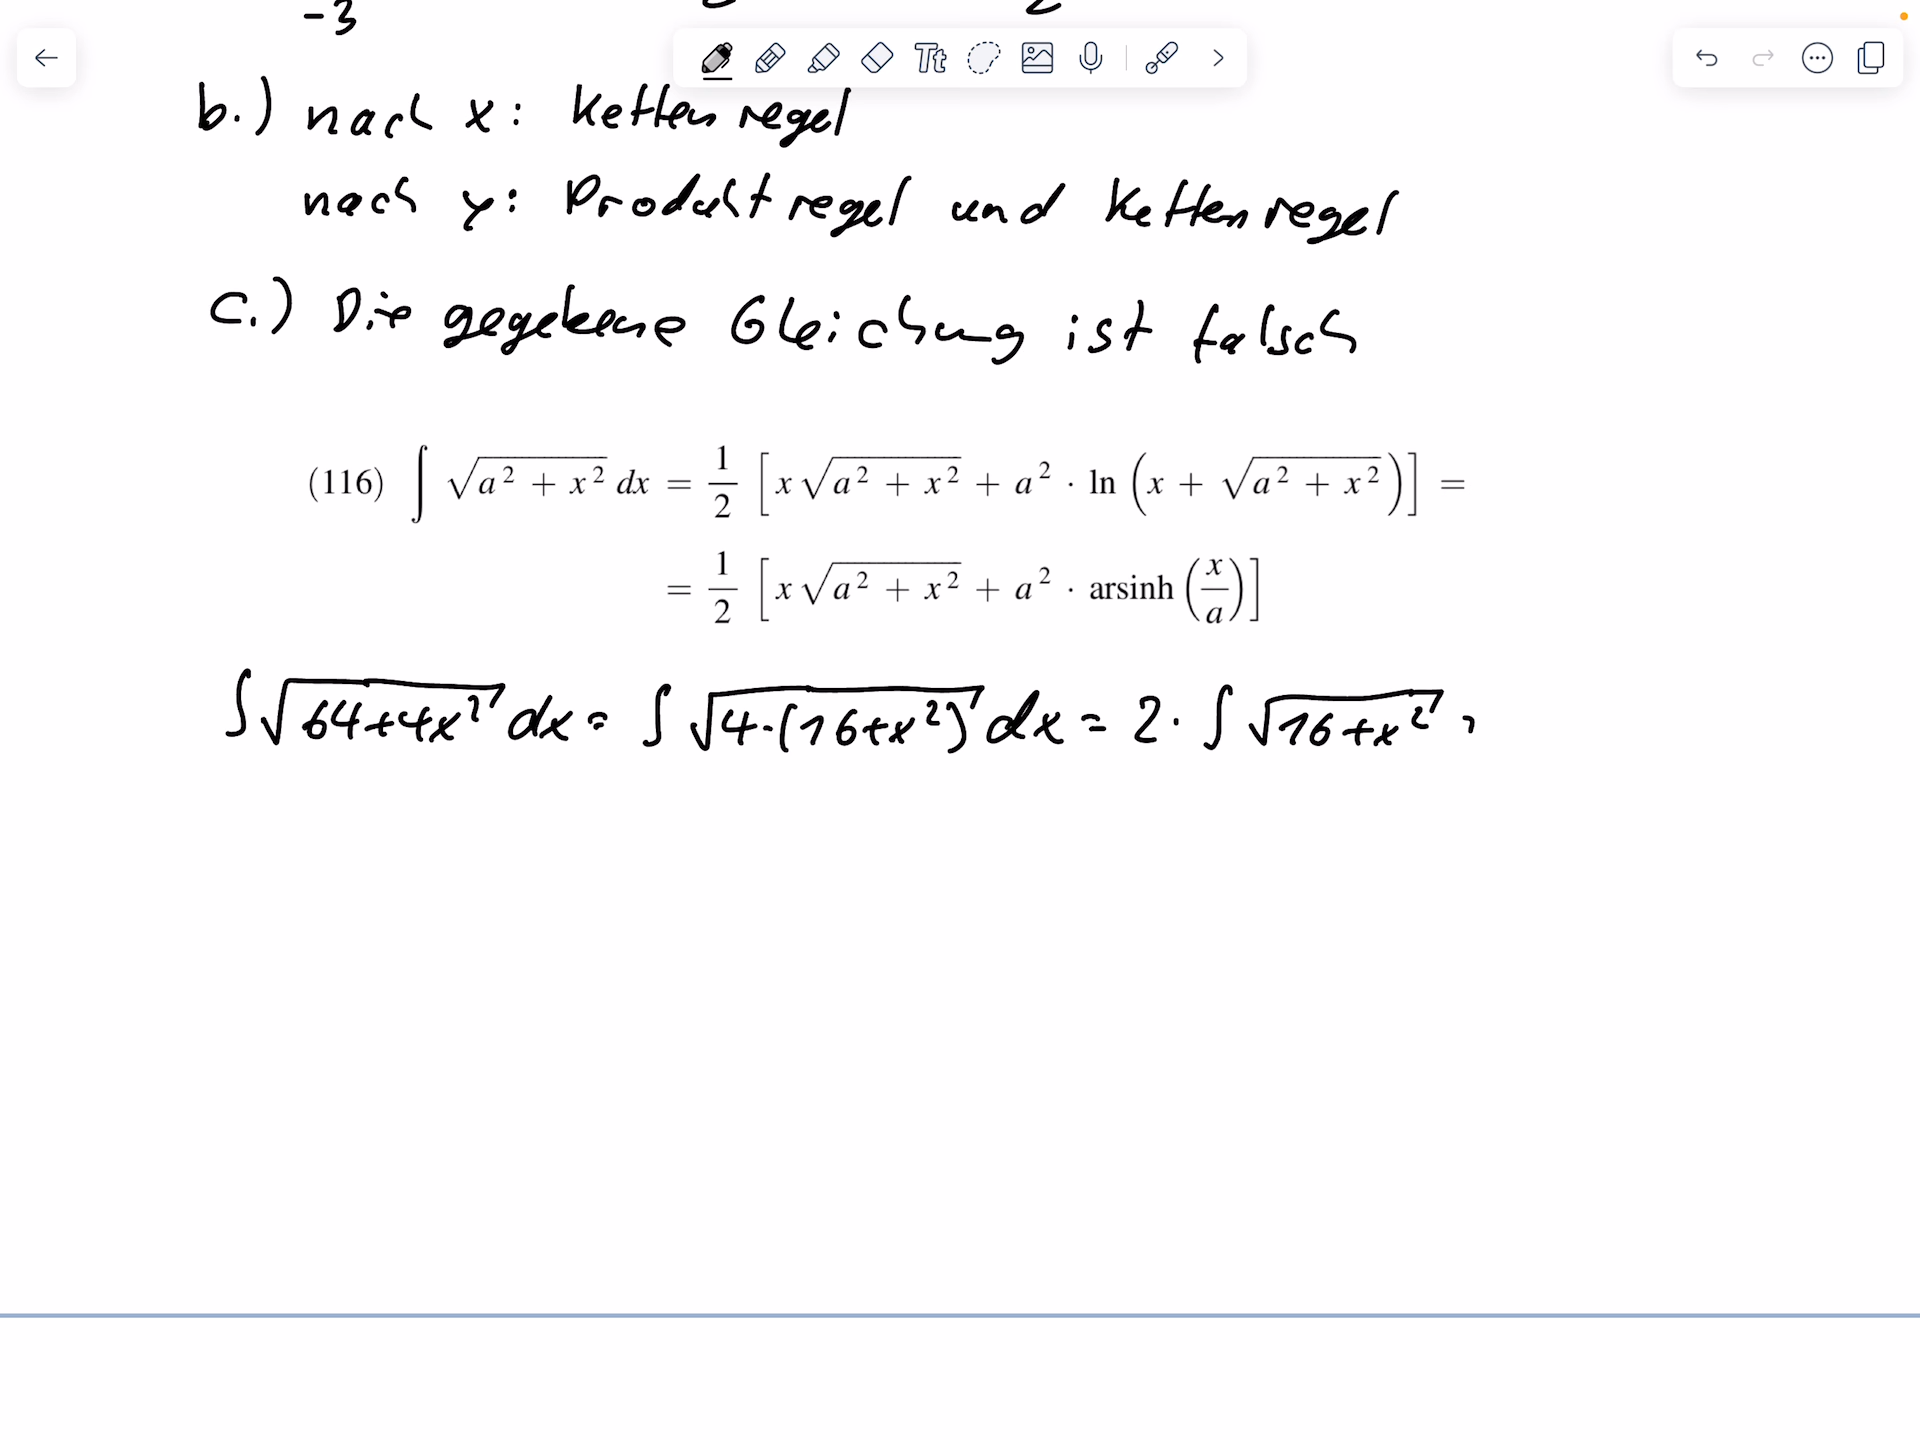 -3
b.) nach x: Kettenregel
nach y: Produktregel und Kettenregel
c.) Die gegebene Gleichung ist falsch
(116) ∫ √(a² + x²) dx = 1/2 [x√(a² + x²) + a² · ln (x + √(a² + x²))] =
= 1/2 [x√(a² + x²) + a² · arsinh (x/a)]
∫√(64+4x²) dx = ∫ √(4·(16+x²)) dx = 2· ∫ √(16+x²)